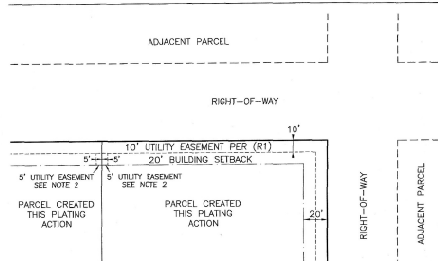 ADJACENT PARCEL
RIGHT-OF-WAY
10'
10' UTILITY EASEMENT PER (R1)
5' 5' 20' BUILDING SETBACK
5' UTILITY EASEMENT
SEE NOTE 2
5' UTILITY EASEMENT
SEE NOTE 2
PARCEL CREATED
THIS PLATING
ACTION
PARCEL CREATED
THIS PLATING
ACTION
20'
RIGHT-OF-WAY
ADJACENT PARCEL